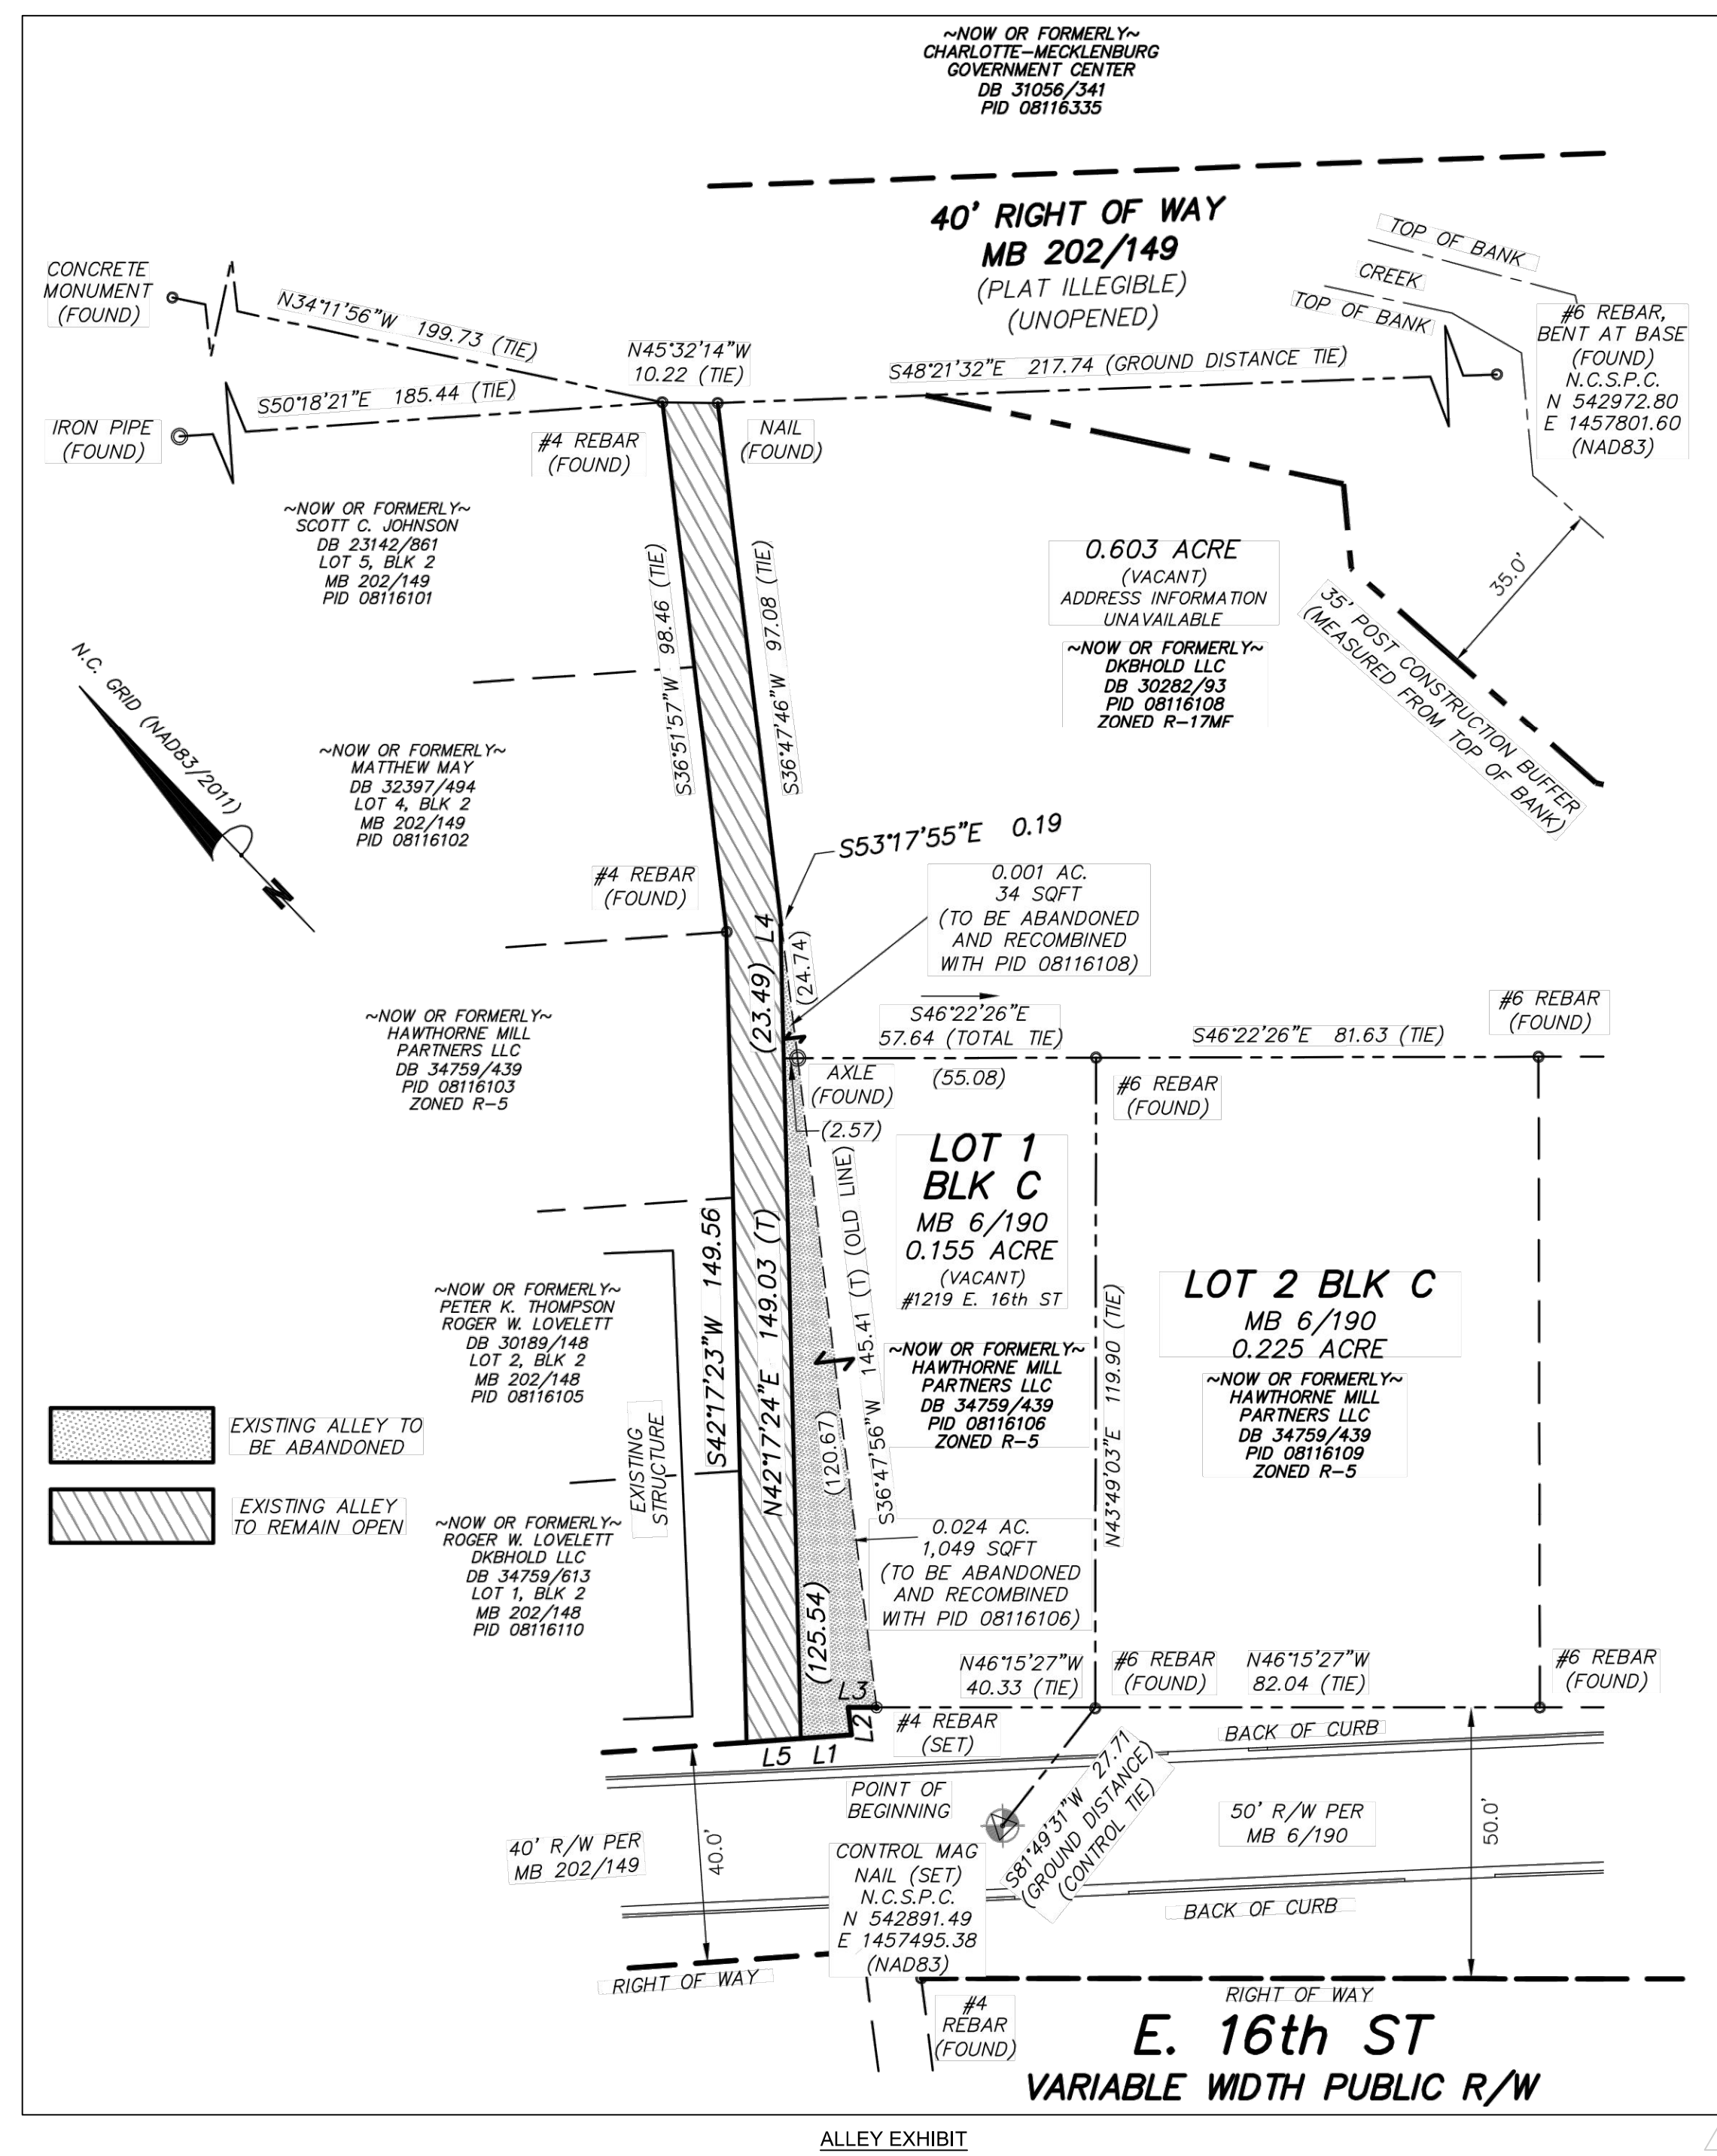 ~NOW OR FORMERLY~
CHARLOTTE-MECKLENBURG
GOVERNMENT CENTER
DB 31056/341
PID 08116335
40' RIGHT OF WAY
MB 202/149
(PLAT ILLEGIBLE)
(UNOPENED)
TOP OF BANK
CREEK
TOP OF BANK
CONCRETE
MONUMENT
(FOUND)
N34°11'56"W 199.73 (TIE)
N45°32'14"W
10.22 (TIE)
S48°21'32"E 217.74 (GROUND DISTANCE TIE)
#6 REBAR,
BENT AT BASE
(FOUND)
N.C.S.P.C.
N 542972.80
E 1457801.60
(NAD83)
S50°18'21"E 185.44 (TIE)
IRON PIPE
(FOUND)
#4 REBAR
(FOUND)
NAIL
(FOUND)
~NOW OR FORMERLY~
SCOTT C. JOHNSON
DB 23142/861
LOT 5, BLK 2
MB 202/149
PID 08116101
S36°51'57"W 98.46 (TIE)
S36°47'46"W 97.08 (TIE)
0.603 ACRE
(VACANT)
ADDRESS INFORMATION
UNAVAILABLE
~NOW OR FORMERLY~
DKBHOLD LLC
DB 30282/93
PID 08116108
ZONED R-17MF
35.0'
35' POST CONSTRUCTION BUFFER
(MEASURED FROM TOP OF BANK)
N.C. GRID (NAD83/2011)
N
~NOW OR FORMERLY~
MATTHEW MAY
DB 32397/494
LOT 4, BLK 2
MB 202/149
PID 08116102
S53°17'55"E 0.19
#4 REBAR
(FOUND)
0.001 AC.
34 SQFT
(TO BE ABANDONED
AND RECOMBINED
WITH PID 08116108)
(23.49) L4
(24.74)
~NOW OR FORMERLY~
HAWTHORNE MILL
PARTNERS LLC
DB 34759/439
PID 08116103
ZONED R-5
S46°22'26"E
57.64 (TOTAL TIE)
S46°22'26"E 81.63 (TIE)
#6 REBAR
(FOUND)
AXLE
(FOUND)
(55.08)
#6 REBAR
(FOUND)
(2.57)
LOT 1
BLK C
MB 6/190
0.155 ACRE
(VACANT)
#1219 E. 16th ST
~NOW OR FORMERLY~
HAWTHORNE MILL
PARTNERS LLC
DB 34759/439
PID 08116106
ZONED R-5
S42°17'23"W 149.56
N42°17'24"E 149.03 (T)
S36°47'56"W 145.41 (T) (OLD LINE)
(120.67)
N43°49'03"E 119.90 (TIE)
LOT 2 BLK C
MB 6/190
0.225 ACRE
~NOW OR FORMERLY~
HAWTHORNE MILL
PARTNERS LLC
DB 34759/439
PID 08116109
ZONED R-5
~NOW OR FORMERLY~
PETER K. THOMPSON
ROGER W. LOVELETT
DB 30189/148
LOT 2, BLK 2
MB 202/148
PID 08116105
EXISTING ALLEY TO
BE ABANDONED
EXISTING ALLEY
TO REMAIN OPEN
EXISTING
STRUCTURE
~NOW OR FORMERLY~
ROGER W. LOVELETT
DKBHOLD LLC
DB 34759/613
LOT 1, BLK 2
MB 202/148
PID 08116110
0.024 AC.
1,049 SQFT
(TO BE ABANDONED
AND RECOMBINED
WITH PID 08116106)
(125.54)
N46°15'27"W
40.33 (TIE)
#6 REBAR
(FOUND)
N46°15'27"W
82.04 (TIE)
#6 REBAR
(FOUND)
L3
L2
L5 L1
#4 REBAR
(SET)
BACK OF CURB
POINT OF
BEGINNING
S81°49'31"W 27.71
(GROUND DISTANCE)
(CONTROL TIE)
50' R/W PER
MB 6/190
50.0'
40' R/W PER
MB 202/149
40.0'
CONTROL MAG
NAIL (SET)
N.C.S.P.C.
N 542891.49
E 1457495.38
(NAD83)
BACK OF CURB
RIGHT OF WAY
#4
REBAR
(FOUND)
RIGHT OF WAY
E. 16th ST
VARIABLE WIDTH PUBLIC R/W
ALLEY EXHIBIT